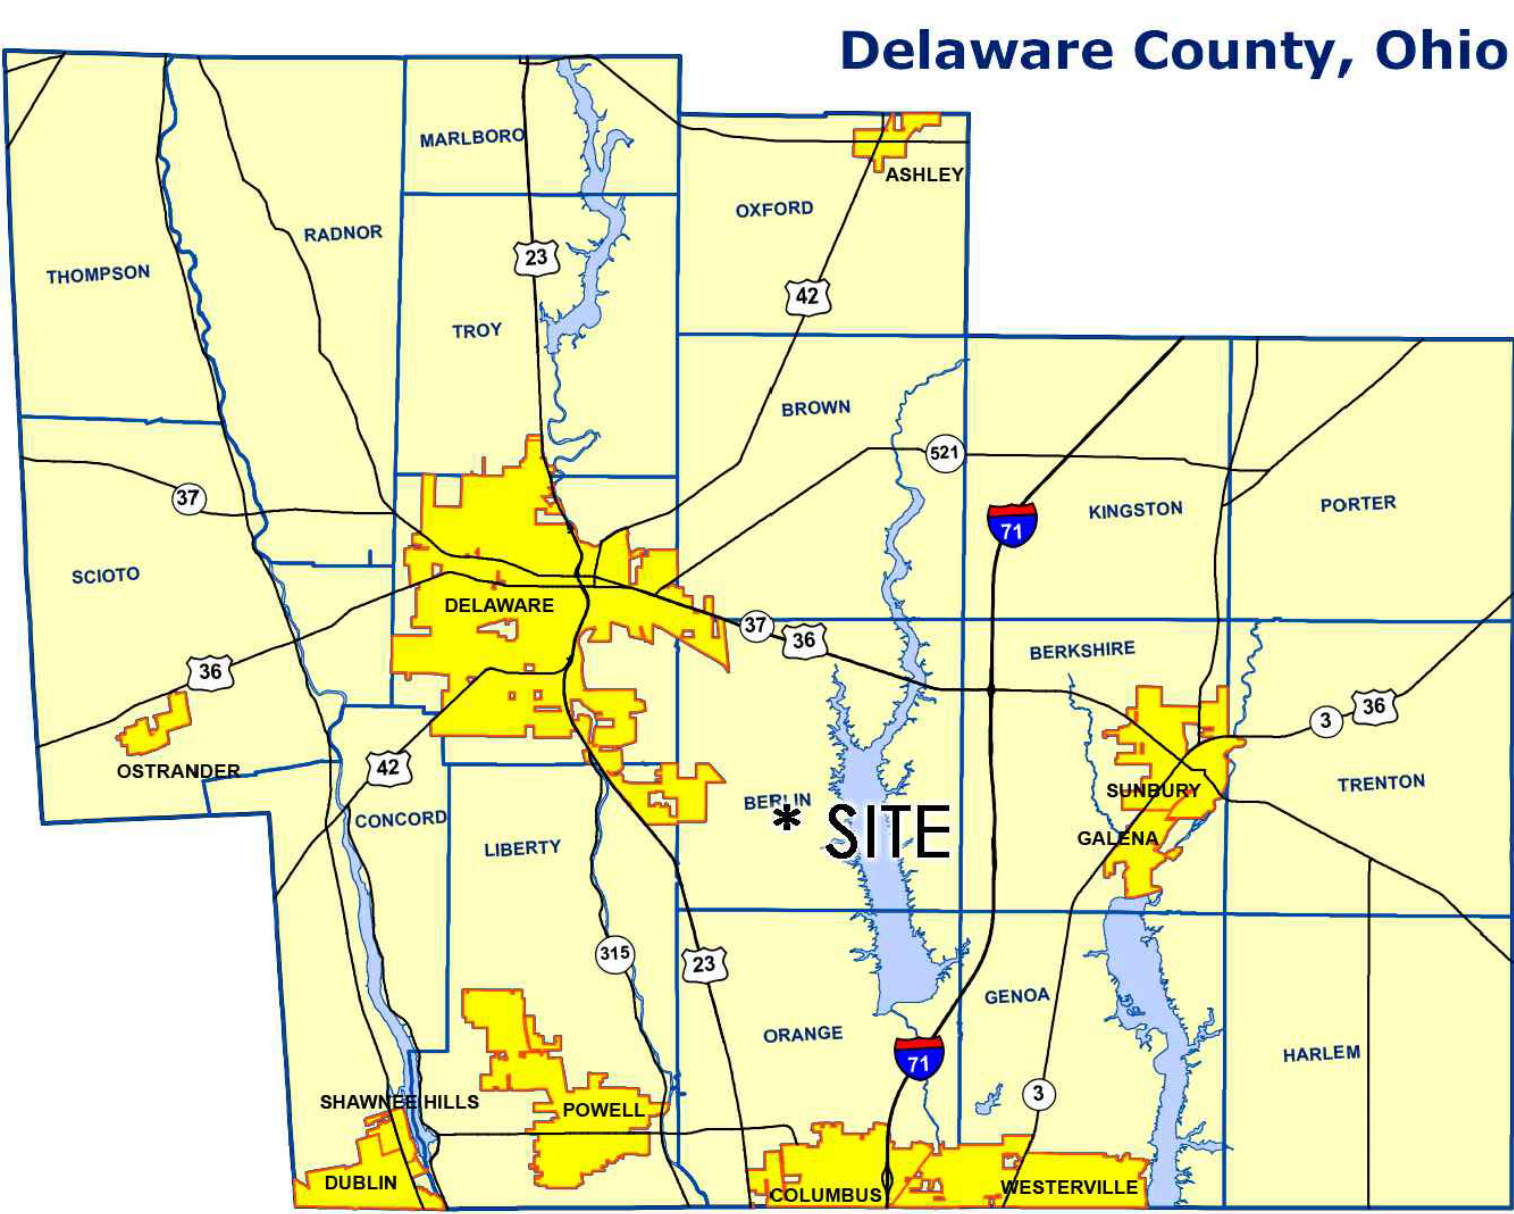 Delaware County, Ohio
MARLBORO
ASHLEY
OXFORD
RADNOR
THOMPSON
23
42
TROY
BROWN
521
37
KINGSTON
PORTER
71
SCIOTO
DELAWARE
37
36
BERKSHIRE
36
3
36
OSTRANDER
42
SUNBURY
TRENTON
BERLIN
* SITE
CONCORD
GALENA
LIBERTY
315
23
GENOA
ORANGE
HARLEM
71
3
SHAWNEE HILLS
POWELL
DUBLIN
COLUMBUS
WESTERVILLE